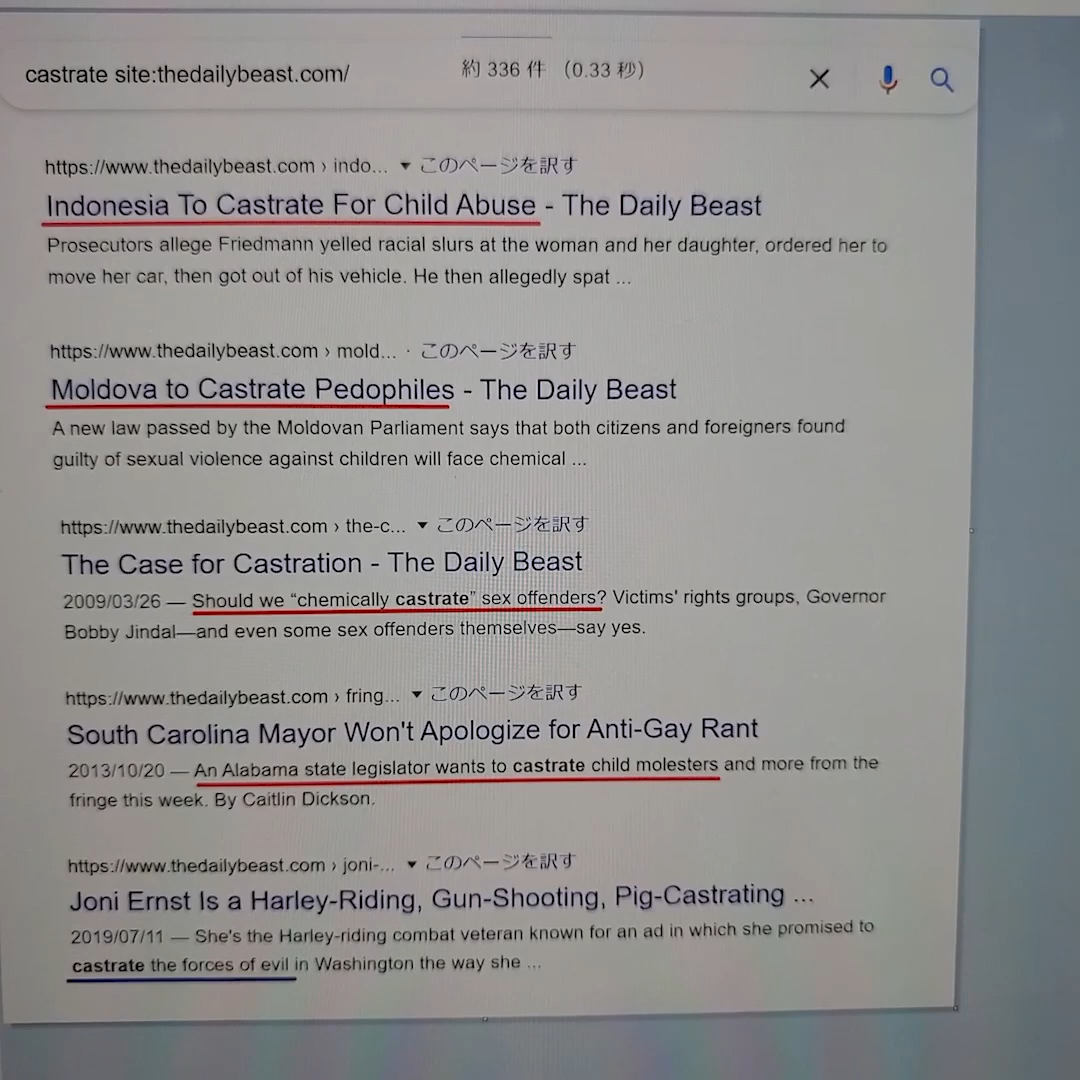 castrate site:thedailybeast.com/ 約 336 件 (0.33 秒)
https://www.thedailybeast.com › indo... ▼ このページを訳す
Indonesia To Castrate For Child Abuse - The Daily Beast
Prosecutors allege Friedmann yelled racial slurs at the woman and her daughter, ordered her to
move her car, then got out of his vehicle. He then allegedly spat ...
https://www.thedailybeast.com › mold... · このページを訳す
Moldova to Castrate Pedophiles - The Daily Beast
A new law passed by the Moldovan Parliament says that both citizens and foreigners found
guilty of sexual violence against children will face chemical ...
https://www.thedailybeast.com › the-c... ▼ このページを訳す
The Case for Castration - The Daily Beast
2009/03/26 — Should we “chemically castrate” sex offenders? Victims' rights groups, Governor
Bobby Jindal—and even some sex offenders themselves—say yes.
https://www.thedailybeast.com › fring... ▼ このページを訳す
South Carolina Mayor Won't Apologize for Anti-Gay Rant
2013/10/20 — An Alabama state legislator wants to castrate child molesters and more from the
fringe this week. By Caitlin Dickson.
https://www.thedailybeast.com › joni-... ▼ このページを訳す
Joni Ernst Is a Harley-Riding, Gun-Shooting, Pig-Castrating ...
2019/07/11 — She's the Harley-riding combat veteran known for an ad in which she promised to
castrate the forces of evil in Washington the way she ...